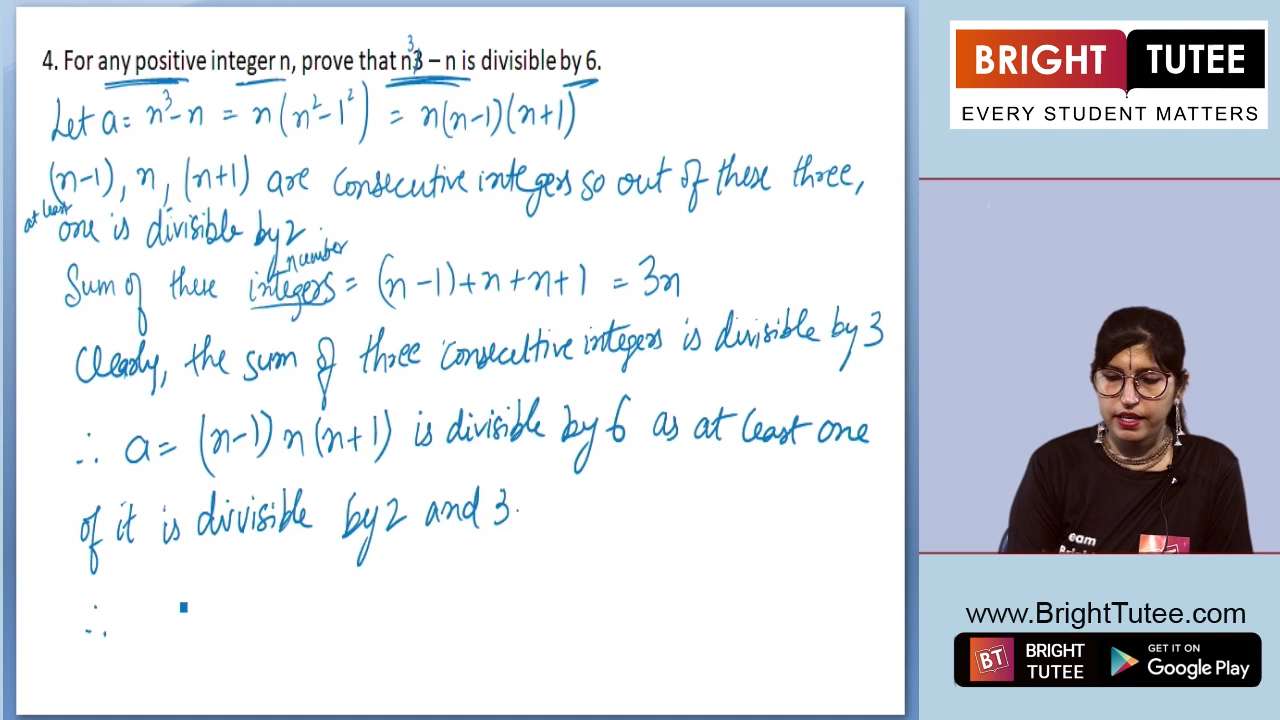 4. For any positive integer n, prove that n³3 – n is divisible by 6.
Let a = n³-n = n(n²-1²) = n(n-1)(n+1)
(n-1), n, (n+1) are consecutive integers so out of these three,
at least
one is divisible by 2.
number
Sum of these integers = (n-1)+n+n+1 = 3n
Clearly, the sum of three consecutive integers is divisible by 3
∴ a = (n-1) n (n+1) is divisible by 6 as at least one
of it is divisible by 2 and 3.
∴
BRIGHT TUTEE
EVERY STUDENT MATTERS
eam
www.BrightTutee.com
BT BRIGHT TUTEE
GET IT ON
Google Play